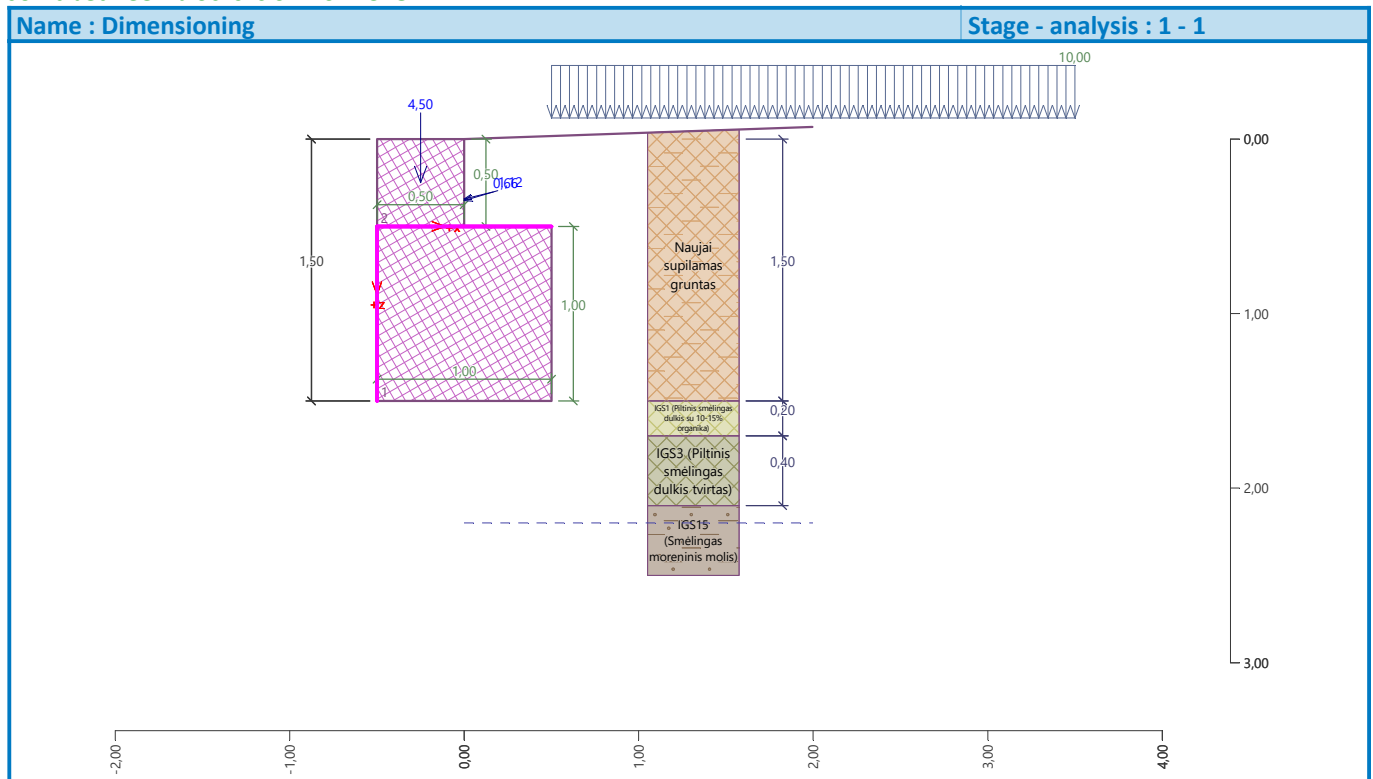 Name : Dimensioning
Stage - analysis : 1 - 1
10,00
4,50
0,00
0,50
0,66
0,50
2
+x
Naujai
supilamas
gruntas
1,50
1,50
+z
1,00
1,00
1,00
1
IGS1 (Piltinis smėlingas
dulkis su 10-15%
organika)
0,20
IGS3 (Piltinis
smėlingas
dulkis tvirtas)
0,40
2,00
IGS15
(Smėlingas
moreninis molis)
3,00
-2,00
-1,00
0,00
1,00
2,00
3,00
4,00